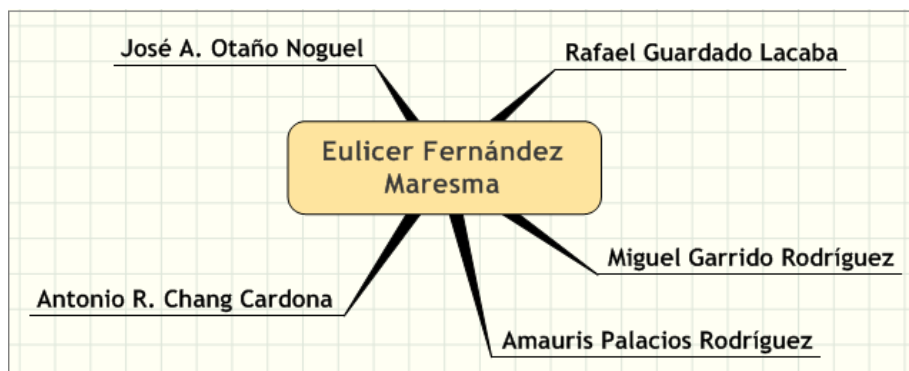 José A. Otaño Noguel
Rafael Guardado Lacaba
Eulicer Fernández
Maresma
Miguel Garrido Rodríguez
Antonio R. Chang Cardona
Amauris Palacios Rodríguez